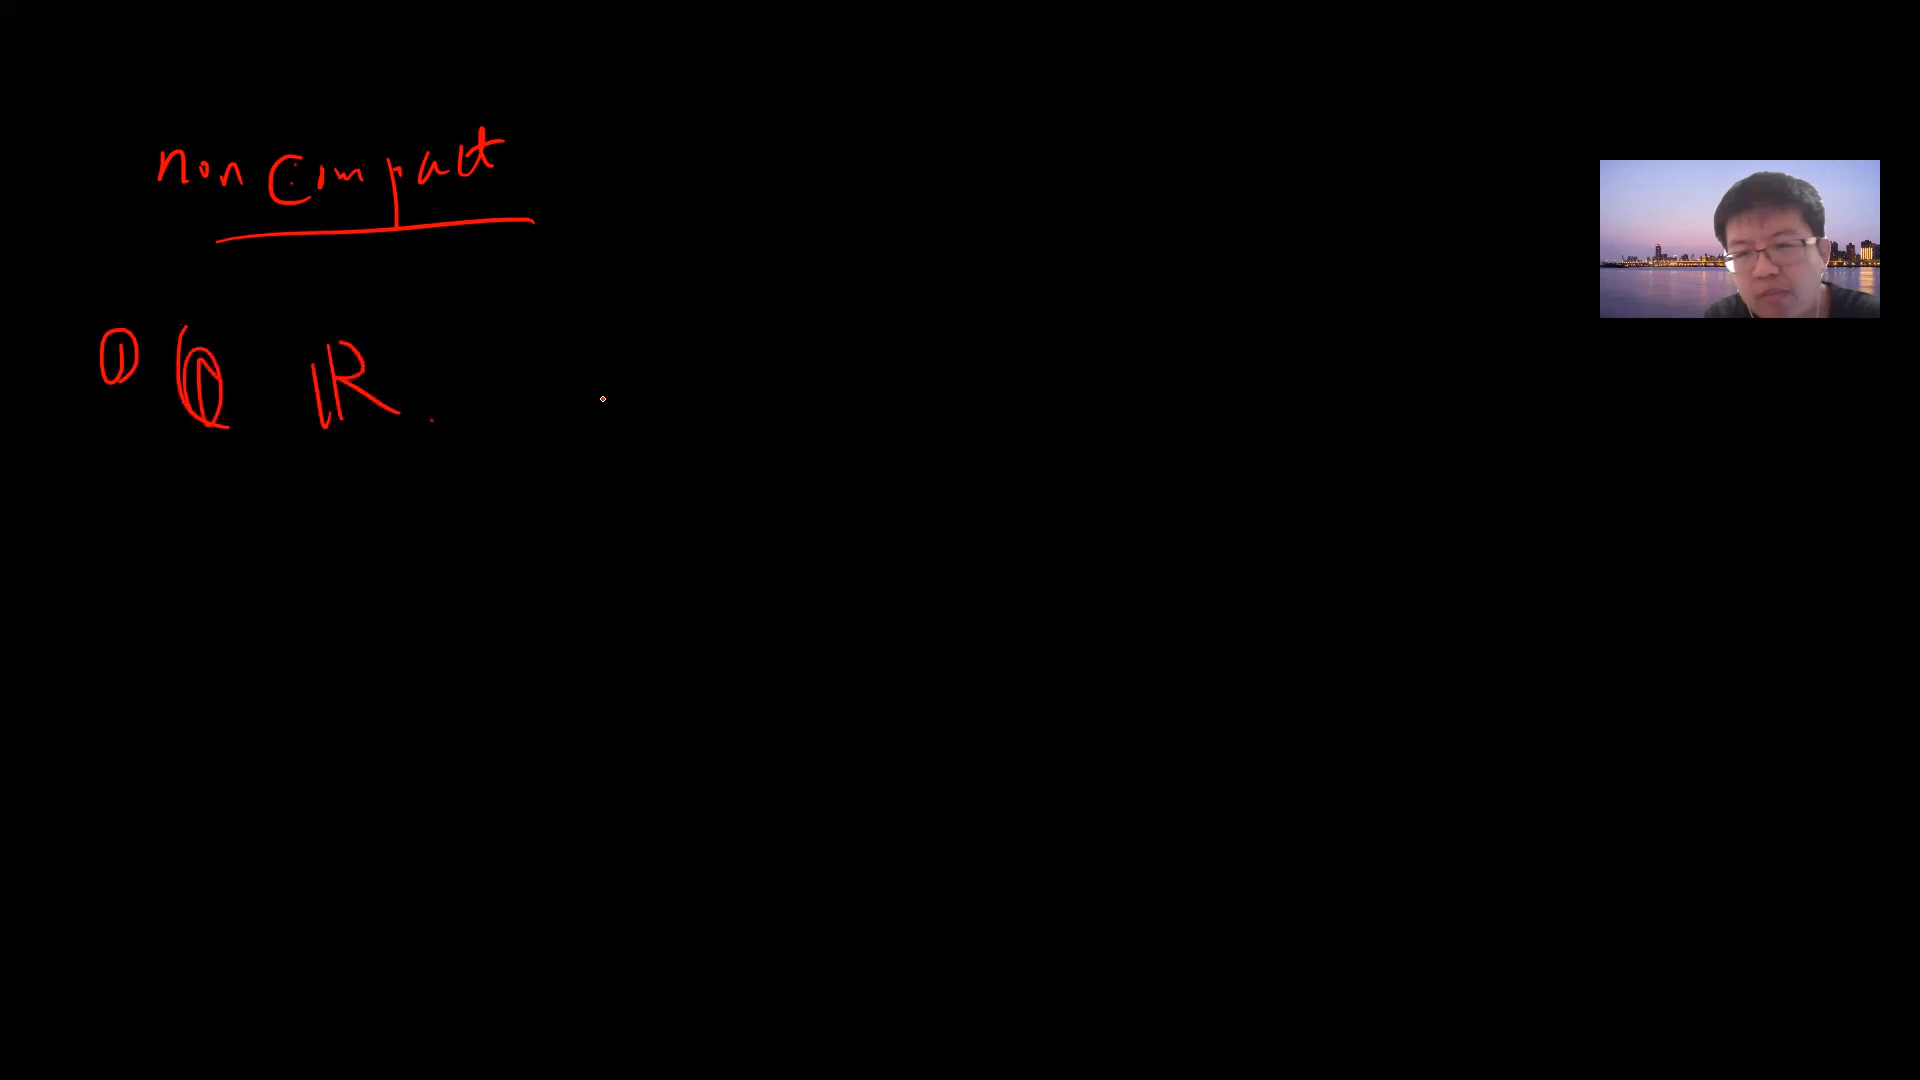 non compact
① ℚ ℝ.